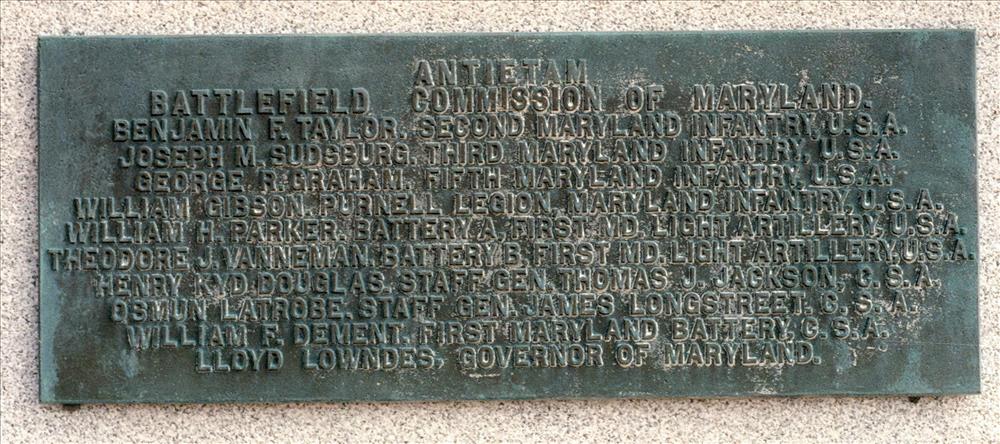 ANTIETAM
BATTLEFIELD COMMISSION OF MARYLAND.
BENJAMIN F. TAYLOR, SECOND MARYLAND INFANTRY, U.S.A.
JOSEPH M. SUDSBURG, THIRD MARYLAND INFANTRY, U.S.A.
GEORGE R. GRAHAM, FIFTH MARYLAND INFANTRY, U.S.A.
WILLIAM GIBSON, PURNELL LEGION, MARYLAND INFANTRY, U.S.A.
WILLIAM H. PARKER, BATTERY A, FIRST MD. LIGHT ARTILLERY, U.S.A.
THEODORE J. VANNEMAN, BATTERY B, FIRST MD. LIGHT ARTILLERY, U.S.A.
HENRY KYD DOUGLAS, STAFF GEN. THOMAS J. JACKSON, C.S.A.
OSMUN LATROBE, STAFF GEN. JAMES LONGSTREET, C.S.A.
WILLIAM F. DEMENT, FIRST MARYLAND BATTERY, C.S.A.
LLOYD LOWNDES, GOVERNOR OF MARYLAND.